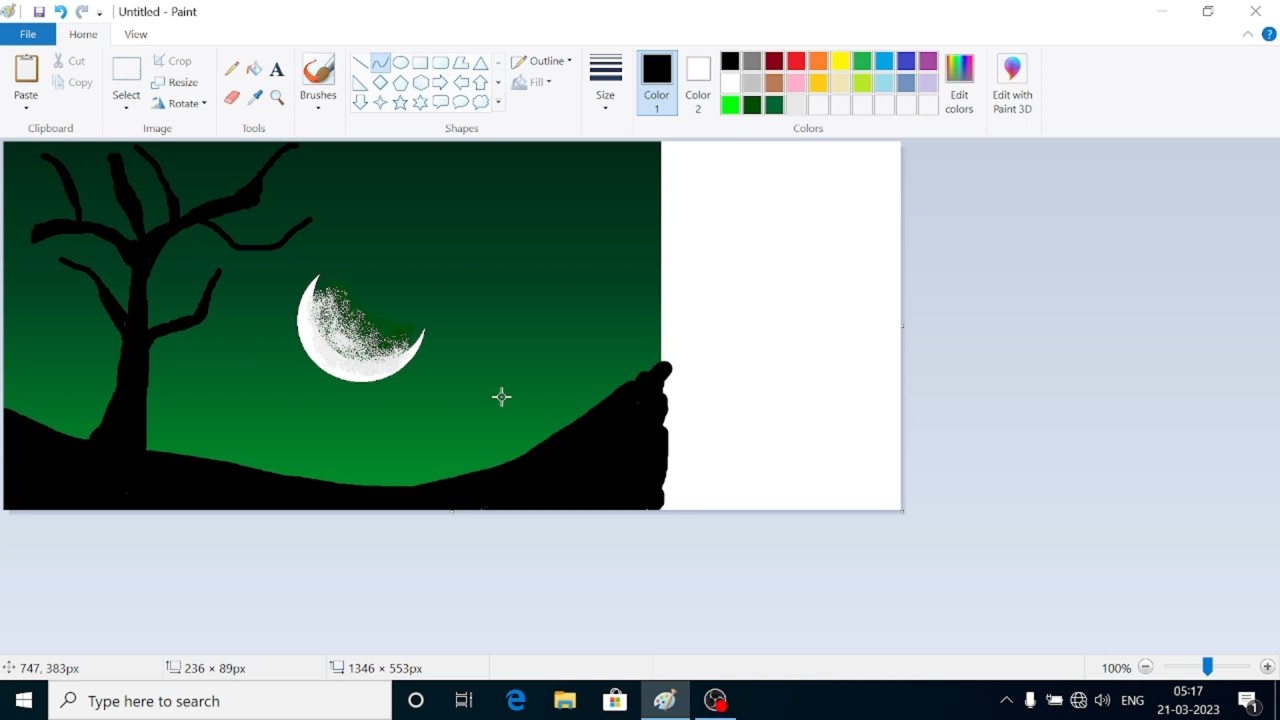 Untitled - Paint
File Home View
Paste
Cut
Copy
Clipboard
Select
Crop
Resize
Rotate
Image
A
Tools
Brushes
Outline
Fill
Shapes
Size
Color 1
Color 2
Edit colors
Colors
Edit with Paint 3D
?
747, 383px 236 × 89px 1346 × 553px 100%
Type here to search
ENG
05:17
21-03-2023
1